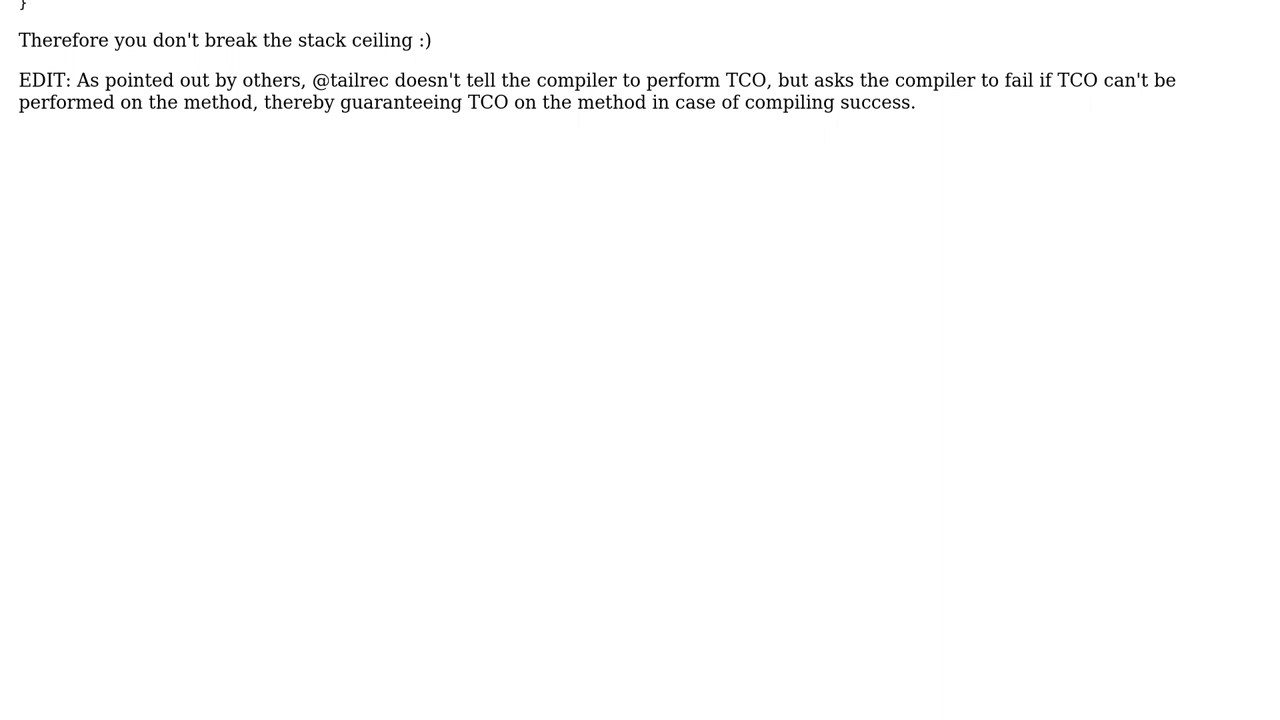 }
Therefore you don't break the stack ceiling :)
EDIT: As pointed out by others, @tailrec doesn't tell the compiler to perform TCO, but asks the compiler to fail if TCO can't be
performed on the method, thereby guaranteeing TCO on the method in case of compiling success.